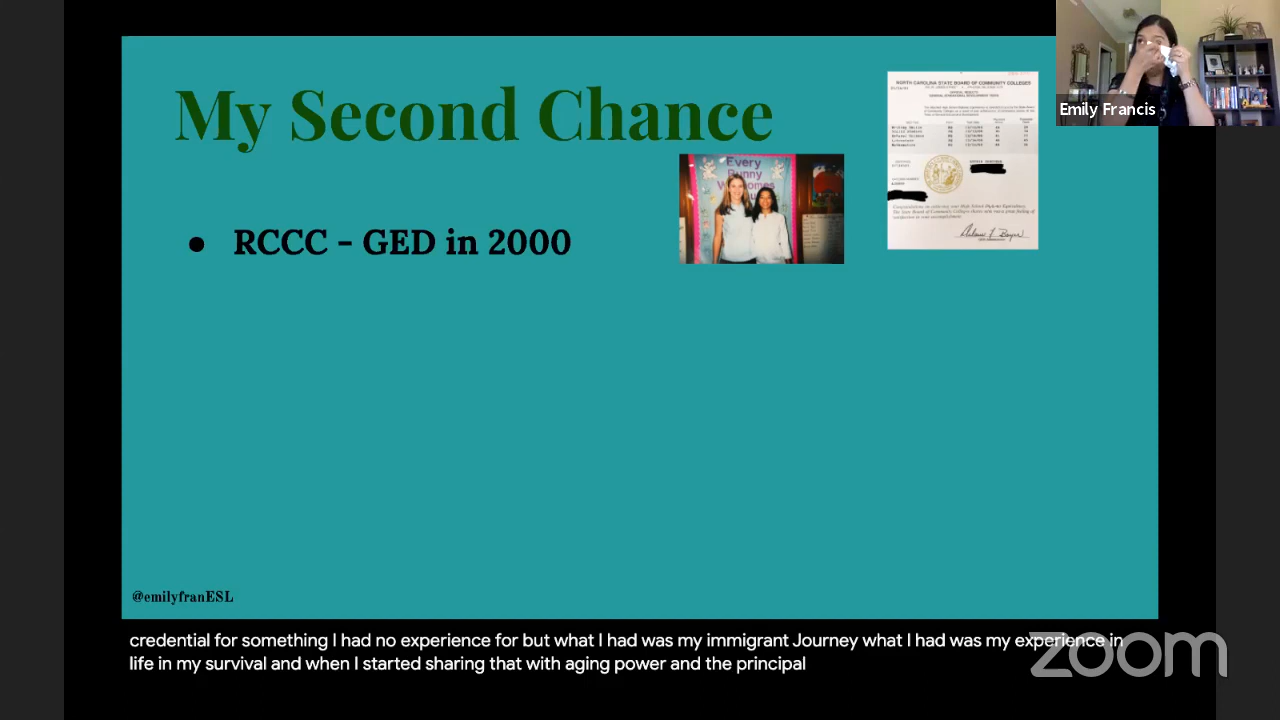 My Second Chance
NORTH CAROLINA STATE BOARD OF COMMUNITY COLLEGES
Emily Francis
Every
Bunny
● RCCC - GED in 2000
@emilyfranESL
credential for something I had no experience for but what I had was my immigrant Journey what I had was my experience in
life in my survival and when I started sharing that with aging power and the principal
zoom